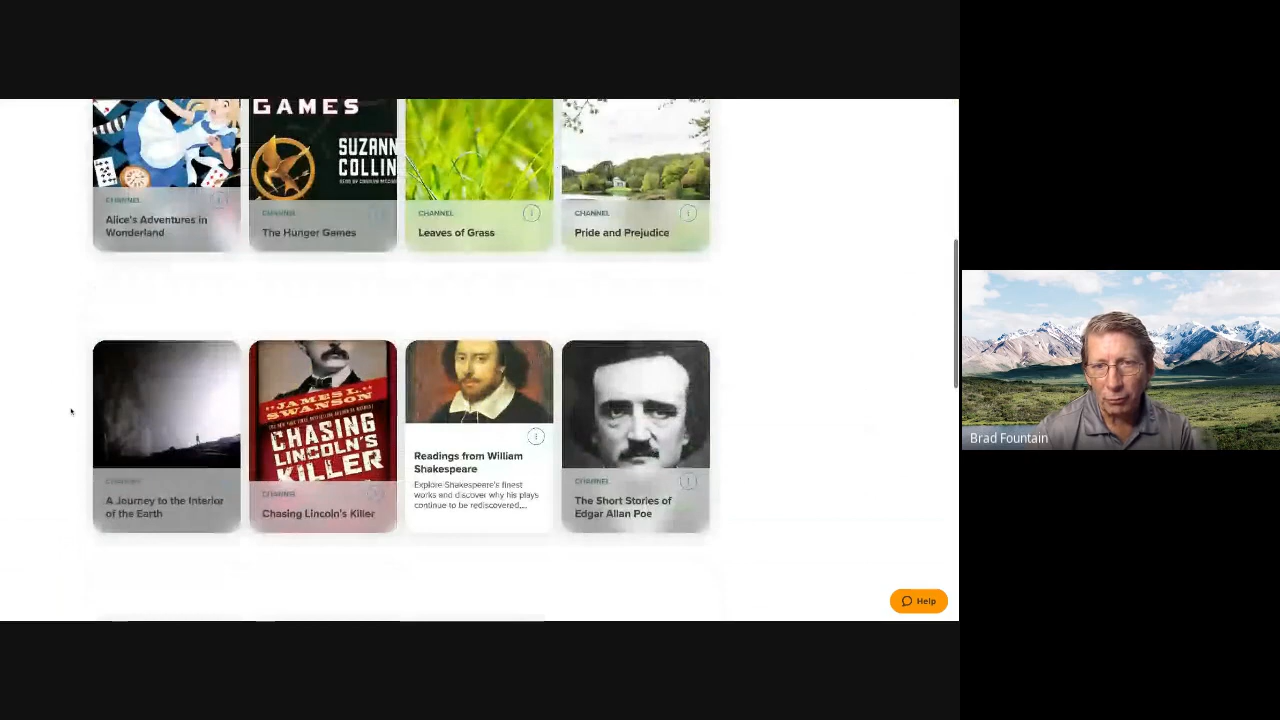 GAMES
SUZANN
COLLIN
CHANNEL
Alice's Adventures in
Wonderland
CHANNEL
The Hunger Games
CHANNEL
Leaves of Grass
CHANNEL
Pride and Prejudice
JAMES L.
SWANSON
CHASING
LINCOLN'S
KILLER
A Journey to the Interior
of the Earth
CHANNEL
Chasing Lincoln's Killer
Readings from William
Shakespeare
Explore Shakespeare's finest
works and discover why his plays
continue to be rediscovered,...
CHANNEL
The Short Stories of
Edgar Allan Poe
Help
Brad Fountain